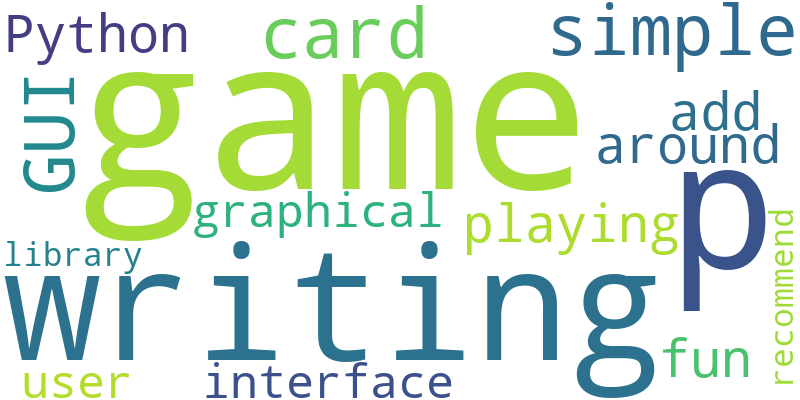 Python
card
simple
GUI
game
add
around
p
graphical
playing
library
writing
recommend
fun
user
interface